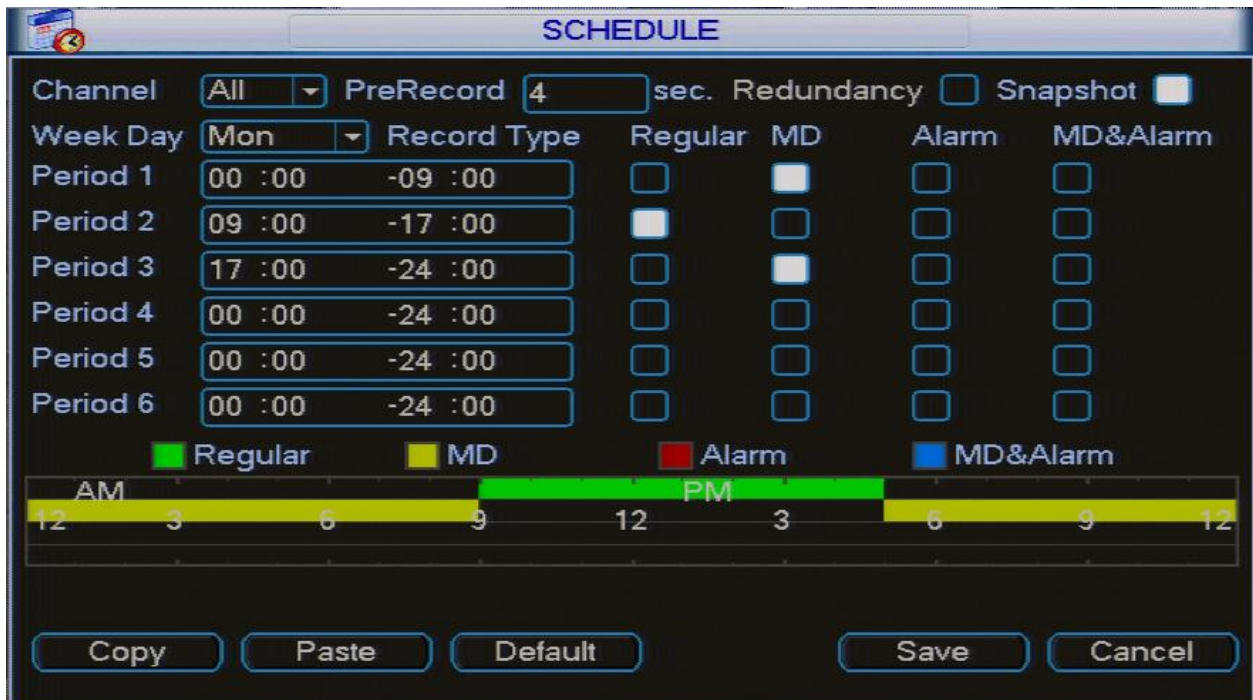 SCHEDULE
Channel All PreRecord 4 sec. Redundancy Snapshot
Week Day Mon Record Type Regular MD Alarm MD&Alarm
Period 1 00 :00 -09 :00
Period 2 09 :00 -17 :00
Period 3 17 :00 -24 :00
Period 4 00 :00 -24 :00
Period 5 00 :00 -24 :00
Period 6 00 :00 -24 :00
Regular MD Alarm MD&Alarm
AM PM
12 3 6 9 12 3 6 9 12
Copy Paste Default Save Cancel